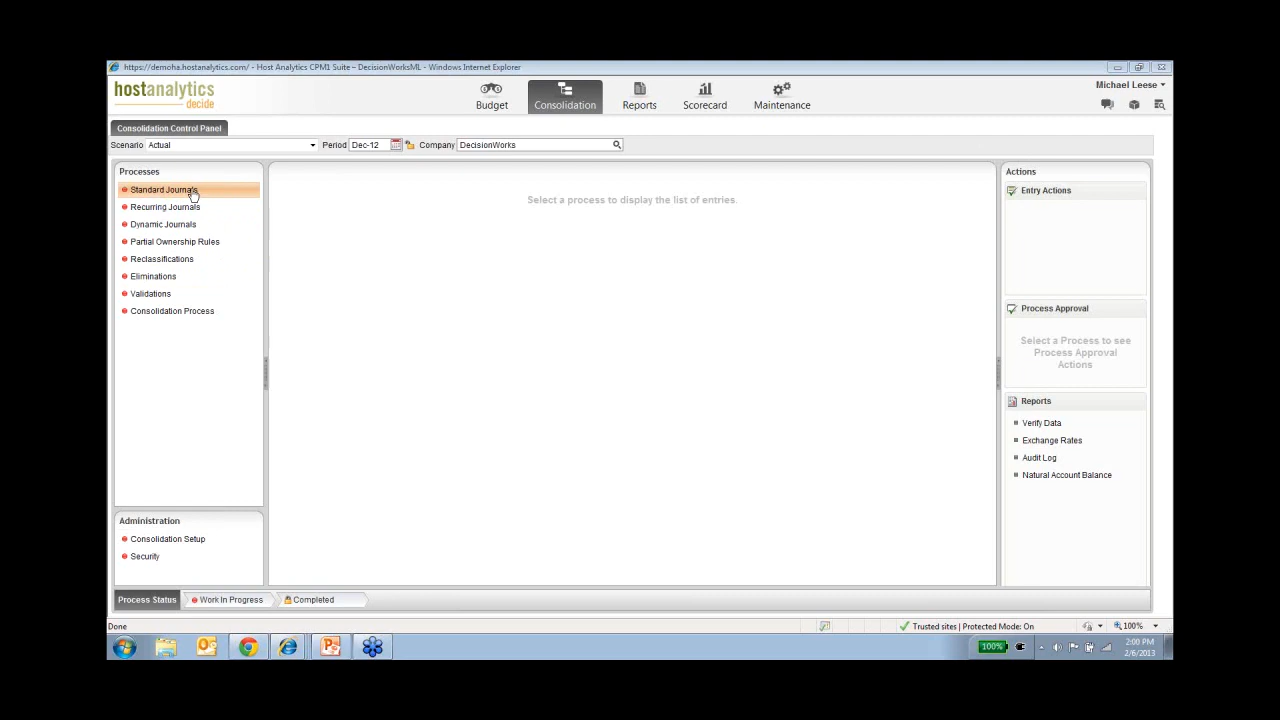 https://demoha.hostanalytics.com/ - Host Analytics CPM1 Suite - DecisionWorksML - Windows Internet Explorer
hostanalytics
decide
Budget
Consolidation
Reports
Scorecard
Maintenance
Michael Leese
Consolidation Control Panel
Scenario Actual Period Dec-12 Company DecisionWorks
Processes
Standard Journals
Recurring Journals
Dynamic Journals
Partial Ownership Rules
Reclassifications
Eliminations
Validations
Consolidation Process
Administration
Consolidation Setup
Security
Select a process to display the list of entries.
Actions
Entry Actions
Process Approval
Select a Process to see
Process Approval
Actions
Reports
Verify Data
Exchange Rates
Audit Log
Natural Account Balance
Process Status Work In Progress Completed
Done
Trusted sites | Protected Mode: On
100%
100%
2:00 PM
2/6/2013